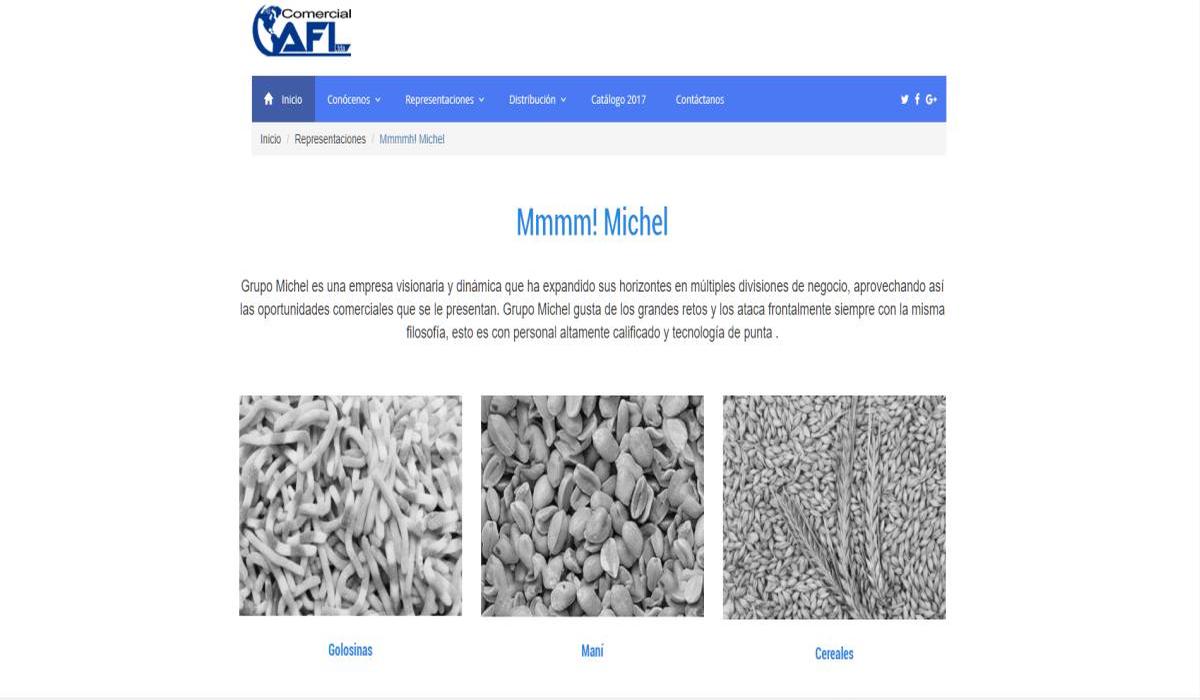 Comercial
AFI
Inicio Conócenos Representaciones Distribución Catálogo 2017 Contáctanos
Inicio / Representaciones / Mmmmh! Michel
Mmmm! Michel
Grupo Michel es una empresa visionaria y dinámica que ha expandido sus horizontes en múltiples divisiones de negocio, aprovechando así
las oportunidades comerciales que se le presentan. Grupo Michel gusta de los grandes retos y los ataca frontalmente siempre con la misma
filosofía, esto es con personal altamente calificado y tecnología de punta .
Golosinas Maní Cereales